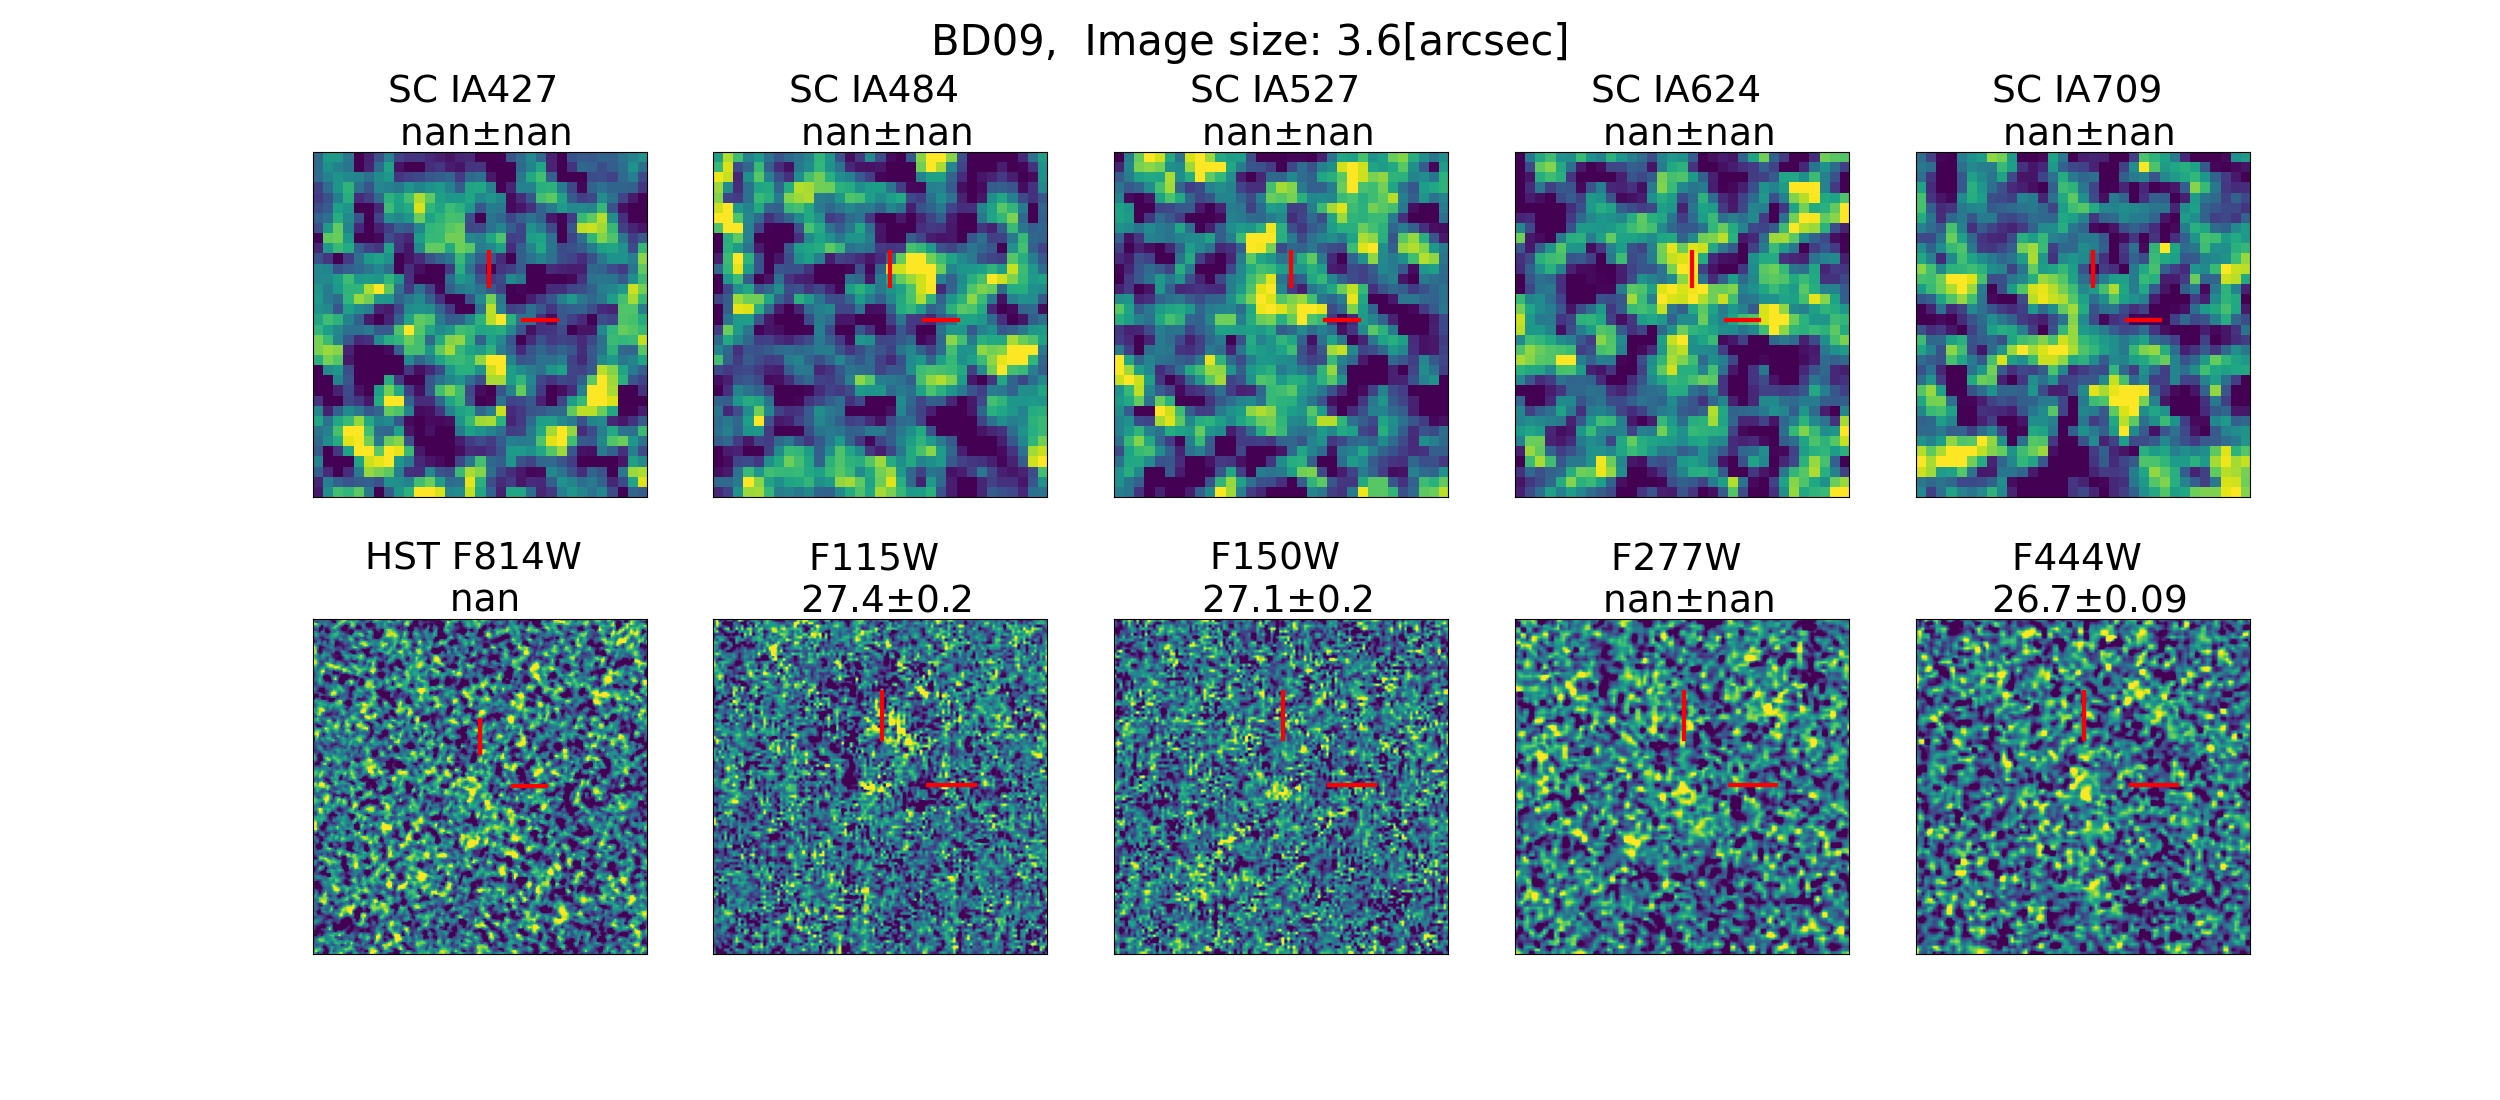 BD09,  Image size: 3.6[arcsec]
SC IA427
nan±nan
SC IA484
nan±nan
SC IA527
nan±nan
SC IA624
nan±nan
SC IA709
nan±nan
HST F814W
nan
F115W
27.4±0.2
F150W
27.1±0.2
F277W
nan±nan
F444W
26.7±0.09